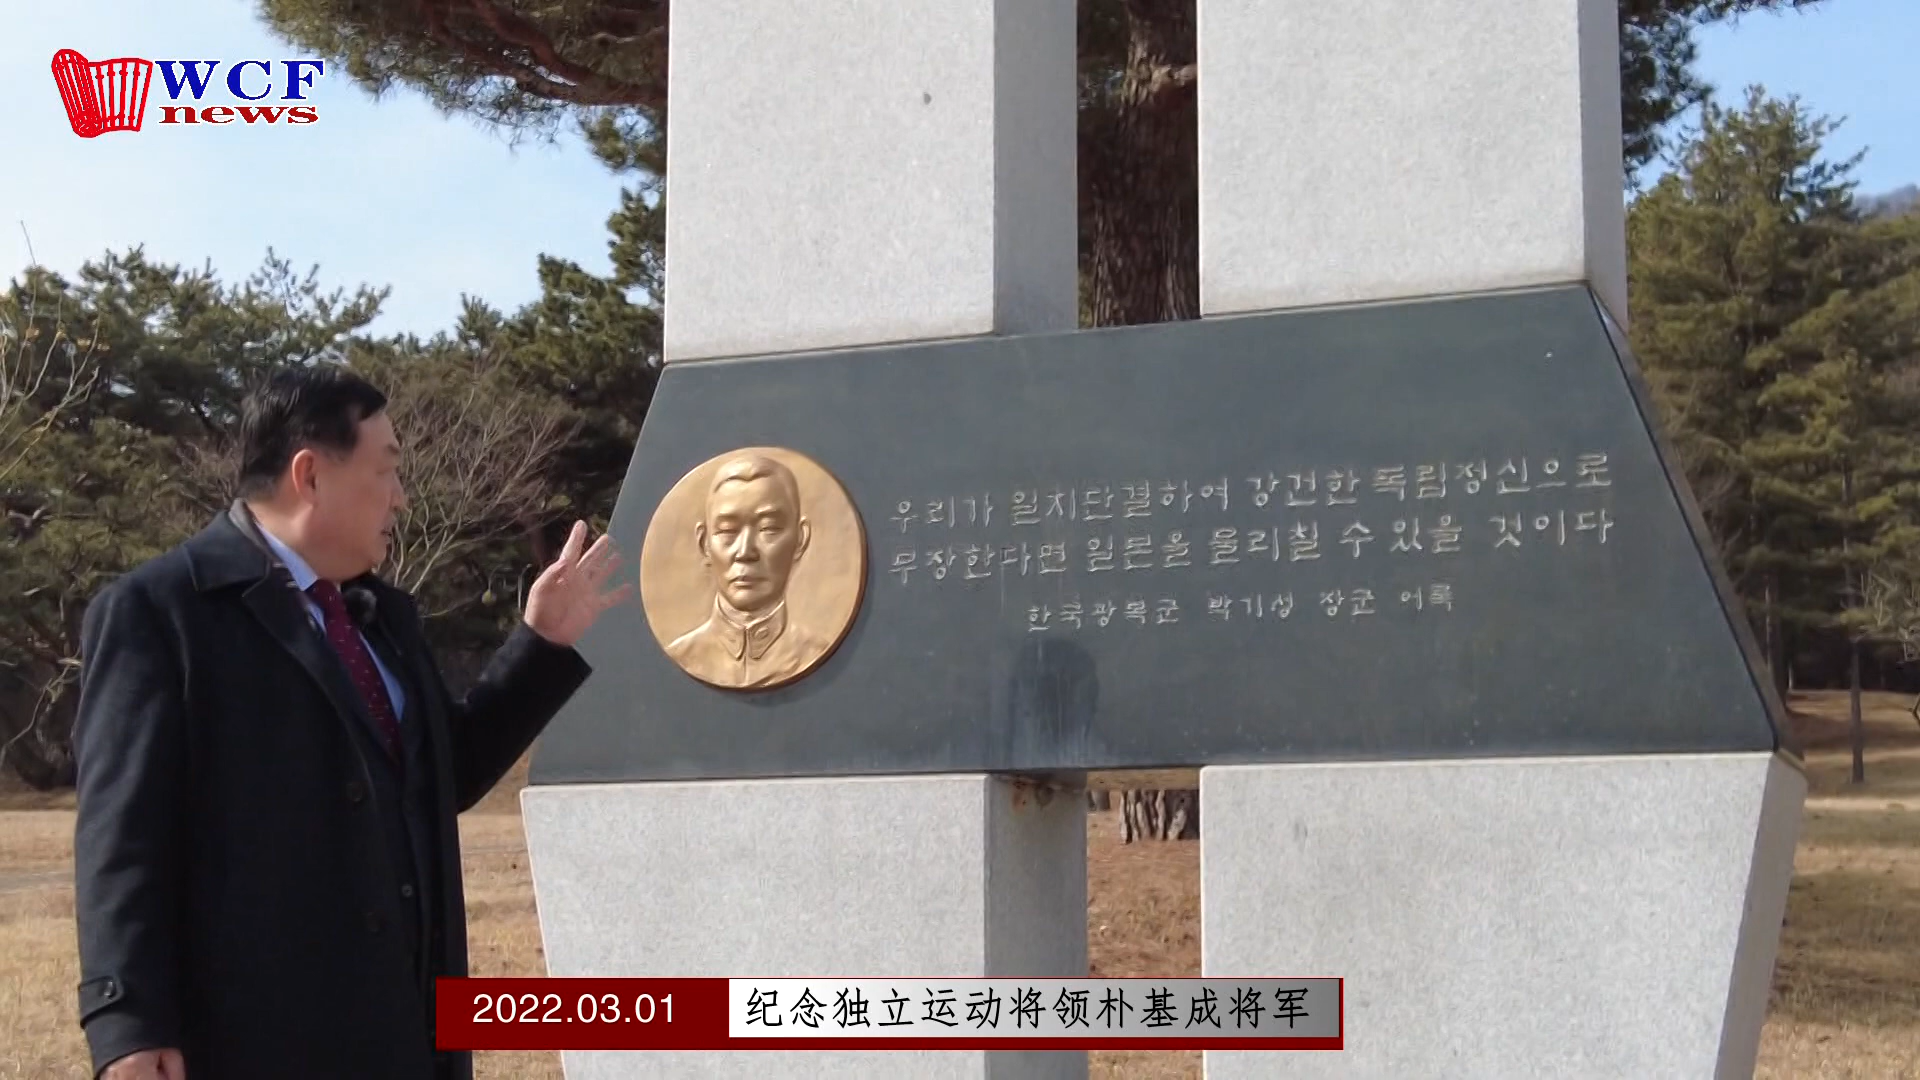 WCF
news
우리가 일치단결하여 강건한 독립정신으로
무장한다면 일본을 물리칠 수 있을 것이다
한국광복군 박기성 장군 어록
2022.03.01 纪念独立运动将领朴基成将军